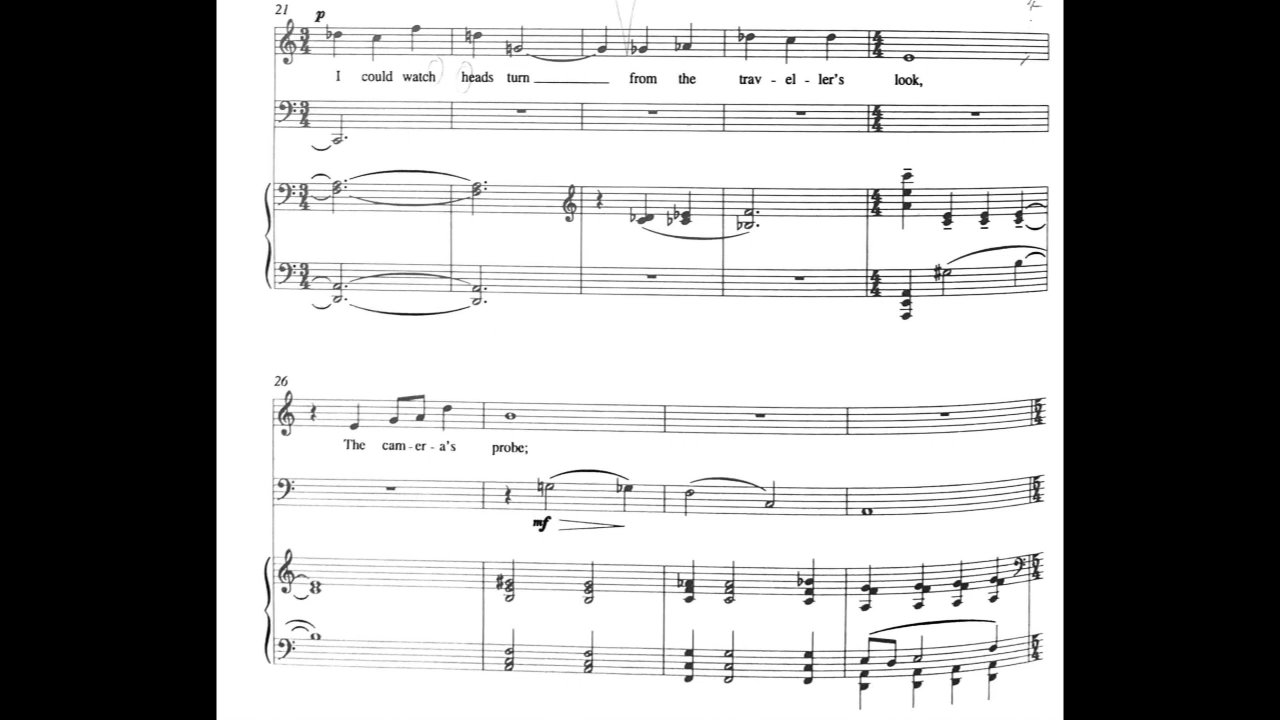 21
p
I could watch heads turn from the trav - el - ler's look,
26
The cam - er - a's probe;
mf